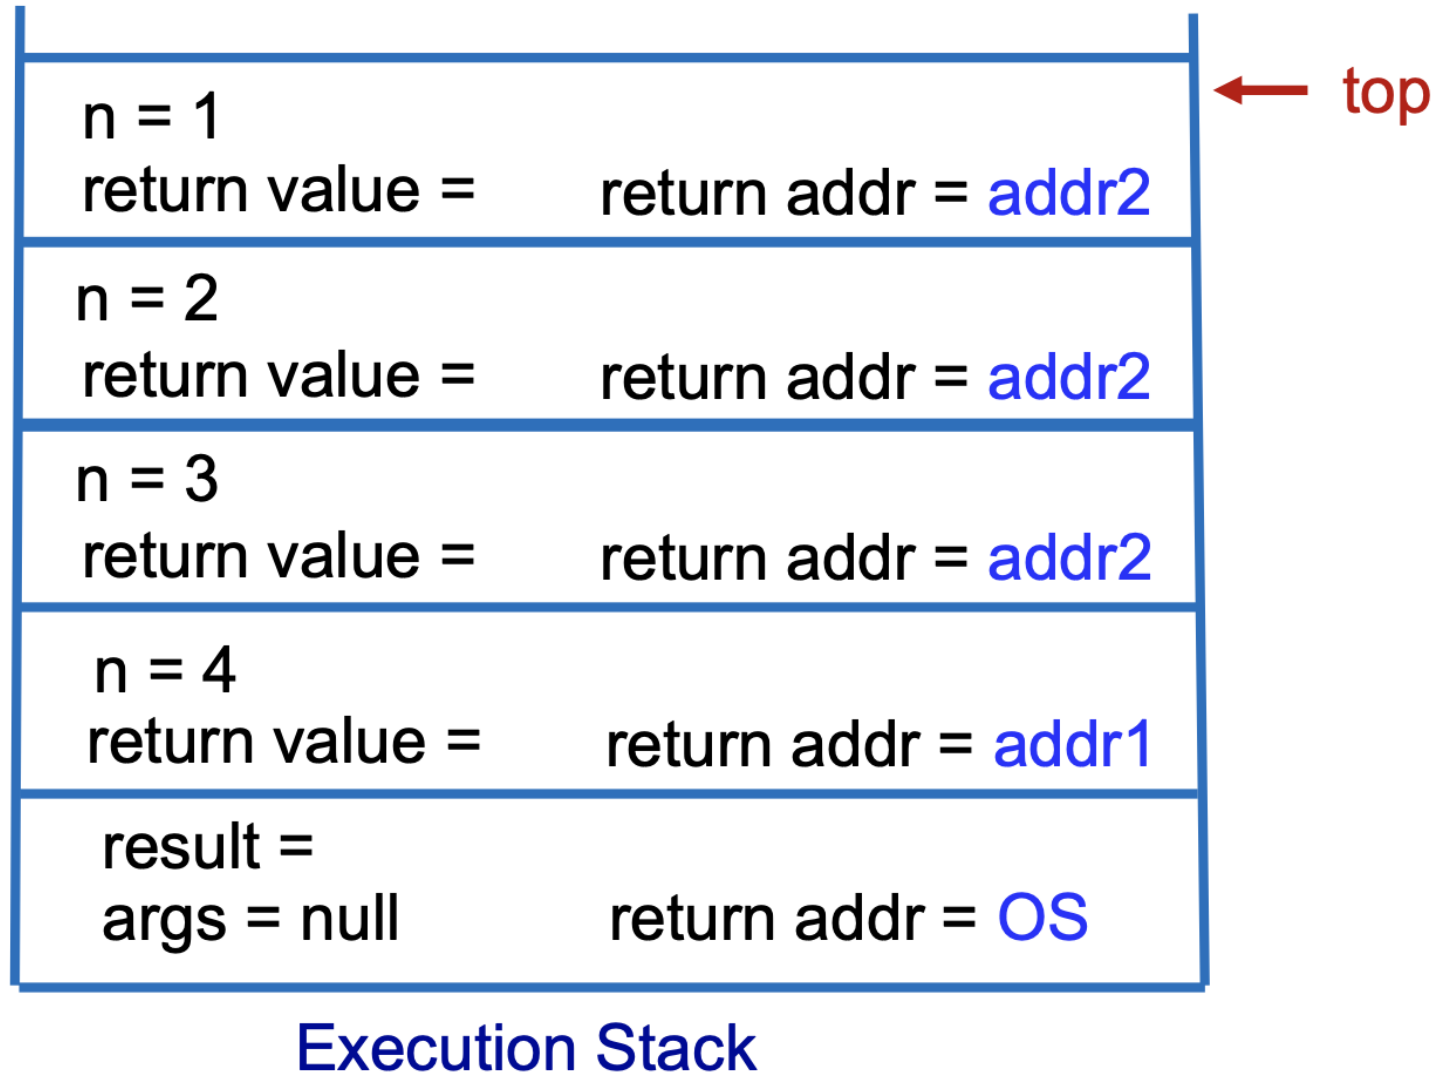 top
n = 1
return value = return addr = addr2
n = 2
return value = return addr = addr2
n = 3
return value = return addr = addr2
n = 4
return value = return addr = addr1
result =
args = null return addr = OS
Execution Stack